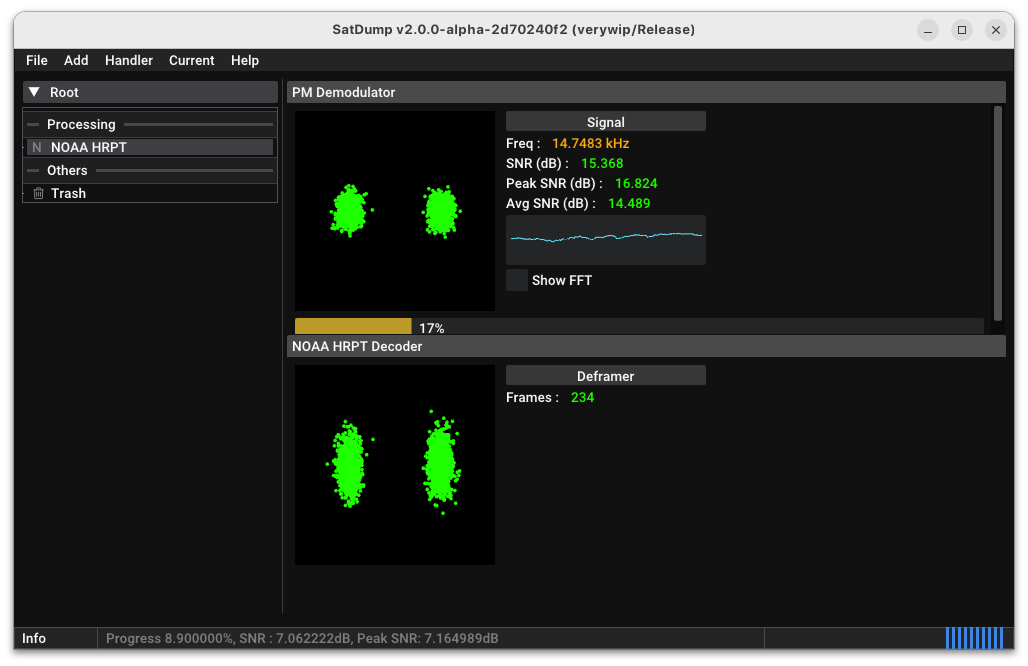 SatDump v2.0.0-alpha-2d70240f2 (verywip/Release)
File Add Handler Current Help
Root
Processing
N NOAA HRPT
Others
Trash
PM Demodulator
Signal
Freq : 14.7483 kHz
SNR (dB) : 15.368
Peak SNR (dB) : 16.824
Avg SNR (dB) : 14.489
Show FFT
17%
NOAA HRPT Decoder
Deframer
Frames : 234
Info Progress 8.900000%, SNR : 7.062222dB, Peak SNR: 7.164989dB